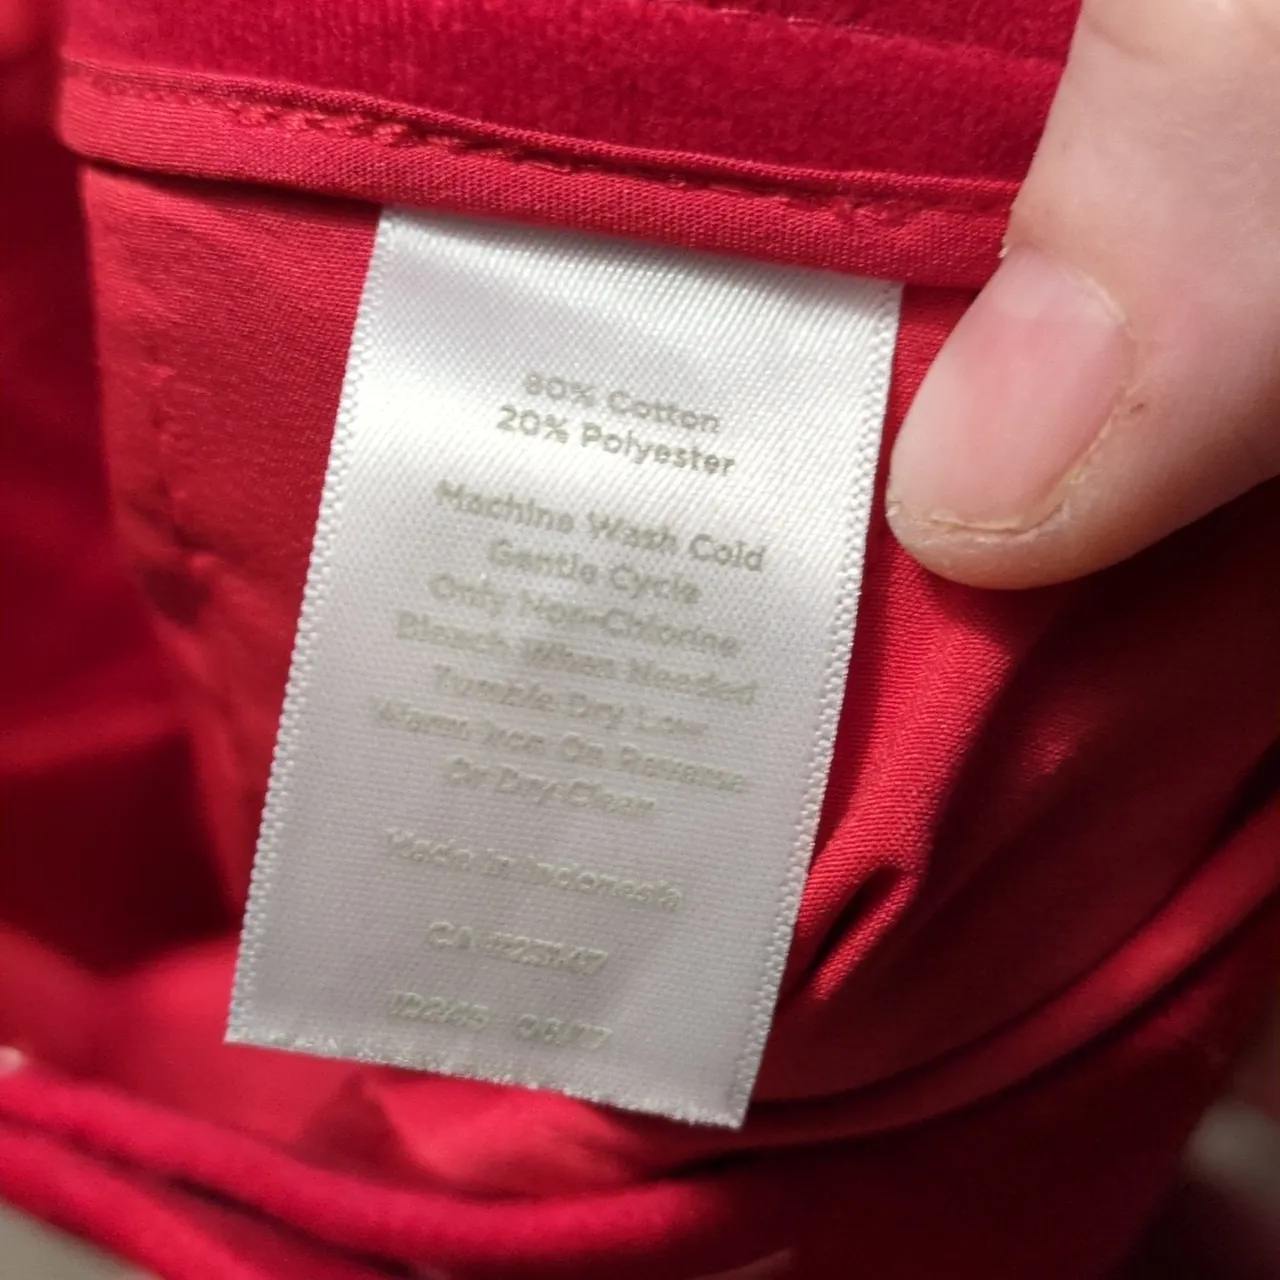 80% Cotton
20% Polyester
Machine Wash Cold
Gentle Cycle
Only Non-Chlorine
Bleach When Needed
Tumble Dry Low
Warm Iron On Reverse
Or Dry Clean
Made In Indonesia
CA